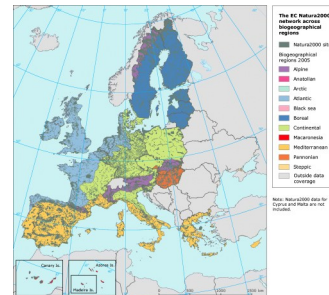 The EC Natura2000
network across
biogeographical
regions
Natura2000 sit
Biogeographical
regions 2005
Alpine
Anatolian
Arctic
Atlantic
Black sea
Boreal
Continental
Macaronesia
Mediterranean
Pannonian
Steppic
Outside data
coverage
Note: Natura2000 data for
Cyprus and Malta are not
included.
Canary Is.
Azores Is.
Madeira Is.